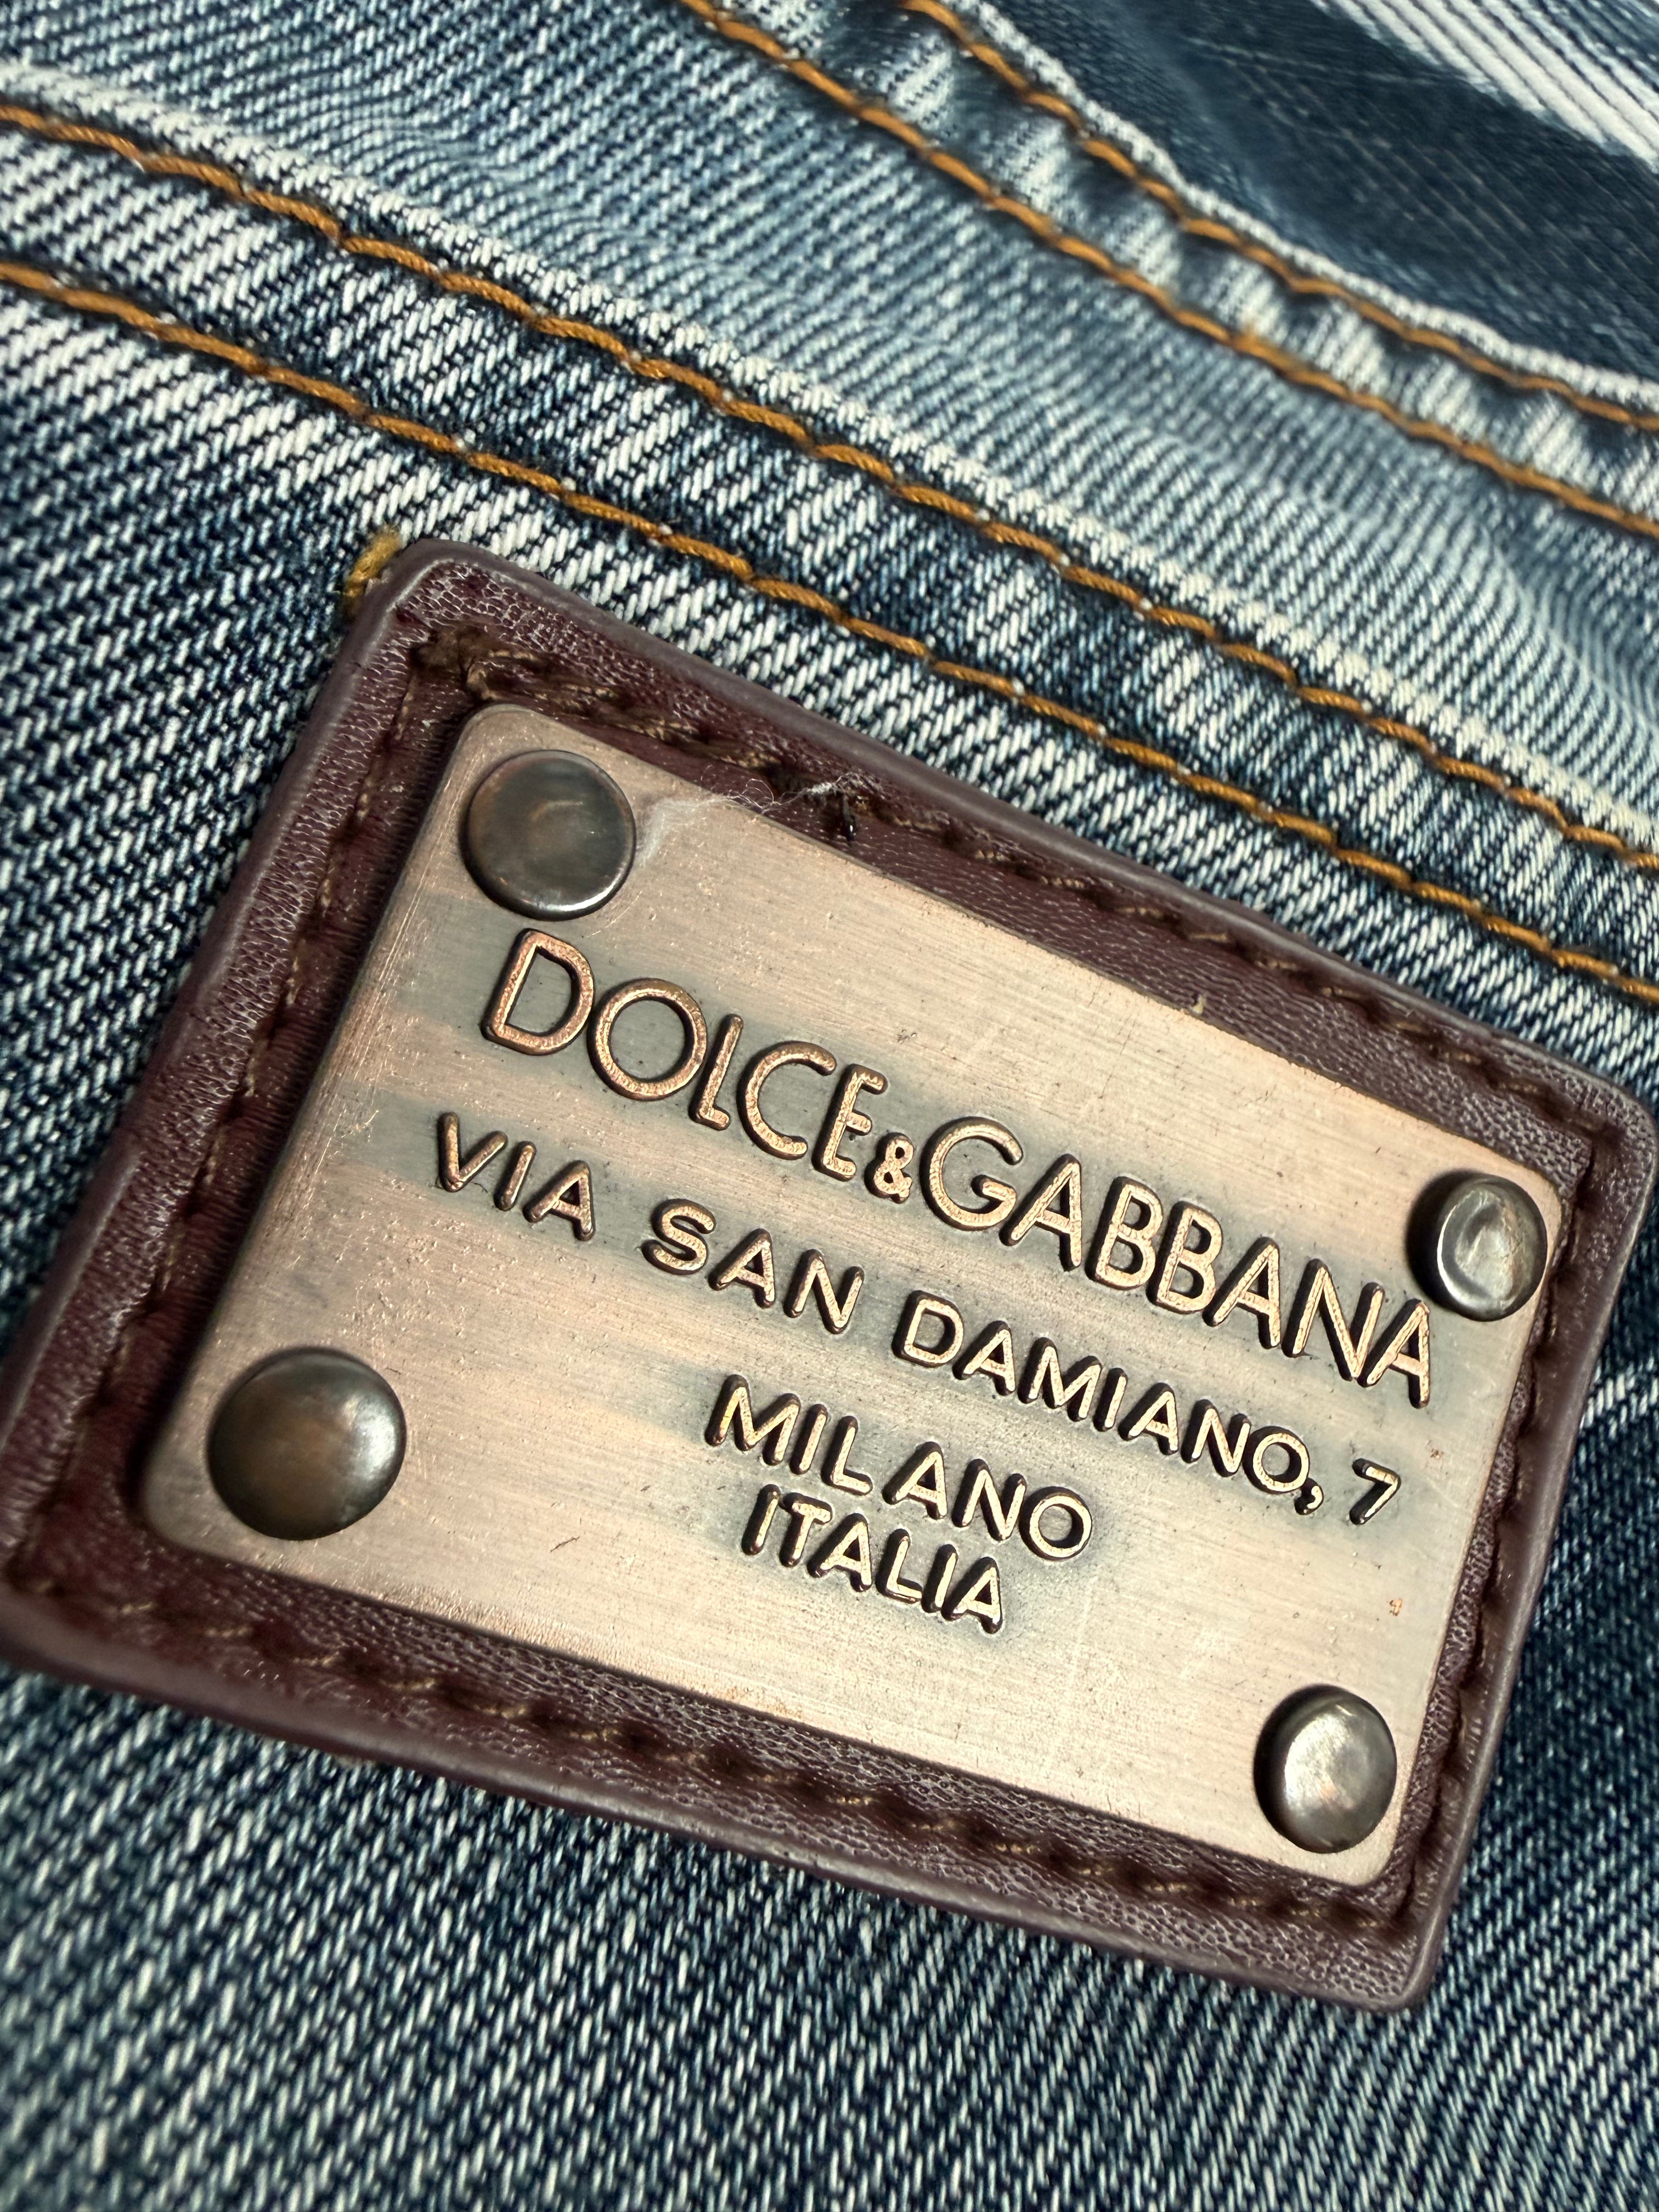 DOLCE&GABBANA
VIA SAN DAMIANO, 7
MILANO
ITALIA